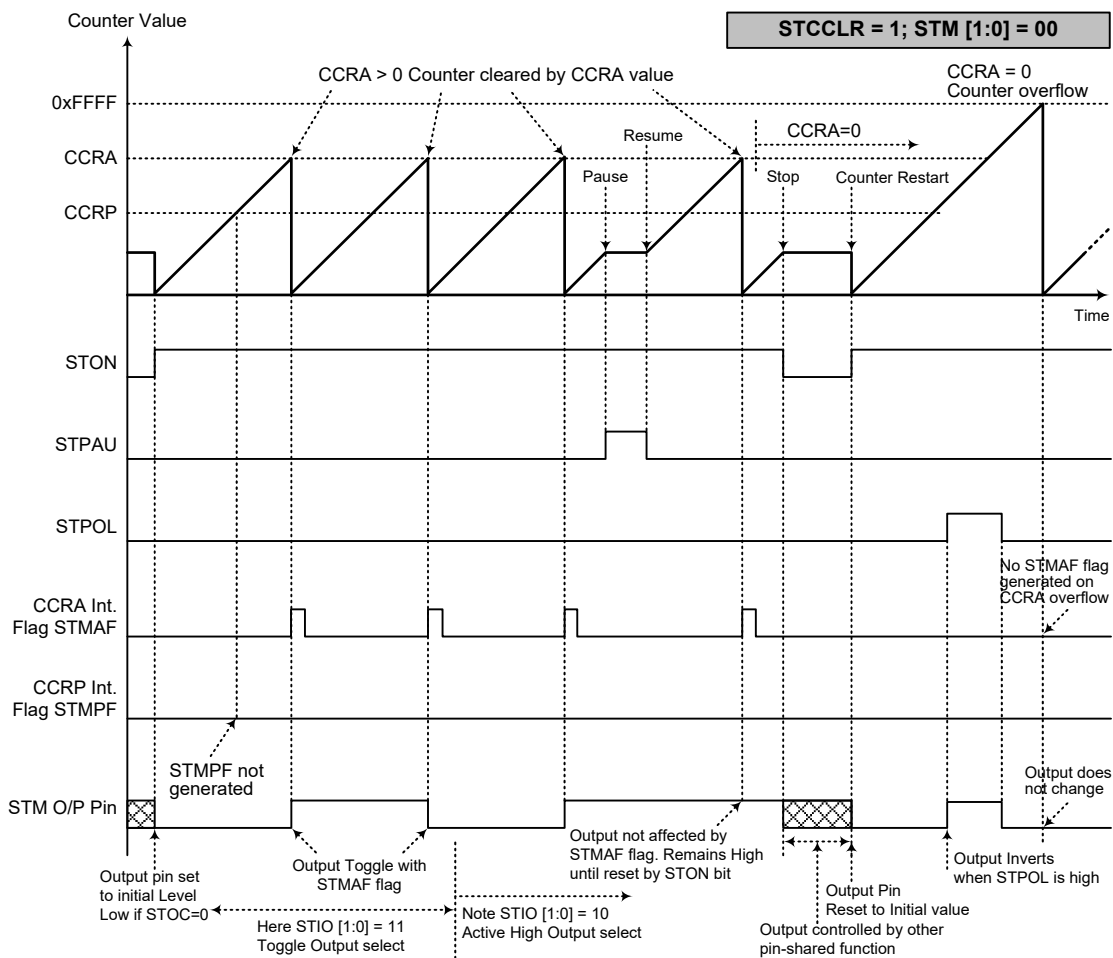 Counter Value
STCCLR = 1; STM [1:0] = 00
CCRA > 0 Counter cleared by CCRA value
CCRA = 0
Counter overflow
0xFFFF
Resume
CCRA=0
CCRA
Pause
Stop
Counter Restart
CCRP
Time
STON
STPAU
STPOL
No STMAF flag
generated on
CCRA overflow
CCRA Int.
Flag STMAF
CCRP Int.
Flag STMPF
STMPF not
generated
Output does
not change
STM O/P Pin
Output not affected by
STMAF flag. Remains High
until reset by STON bit
Output Toggle with
STMAF flag
Output Inverts
when STPOL is high
Output pin set
to initial Level
Low if STOC=0
Output Pin
Reset to Initial value
Here STIO [1:0] = 11
Toggle Output select
Note STIO [1:0] = 10
Active High Output select
Output controlled by other
pin-shared function